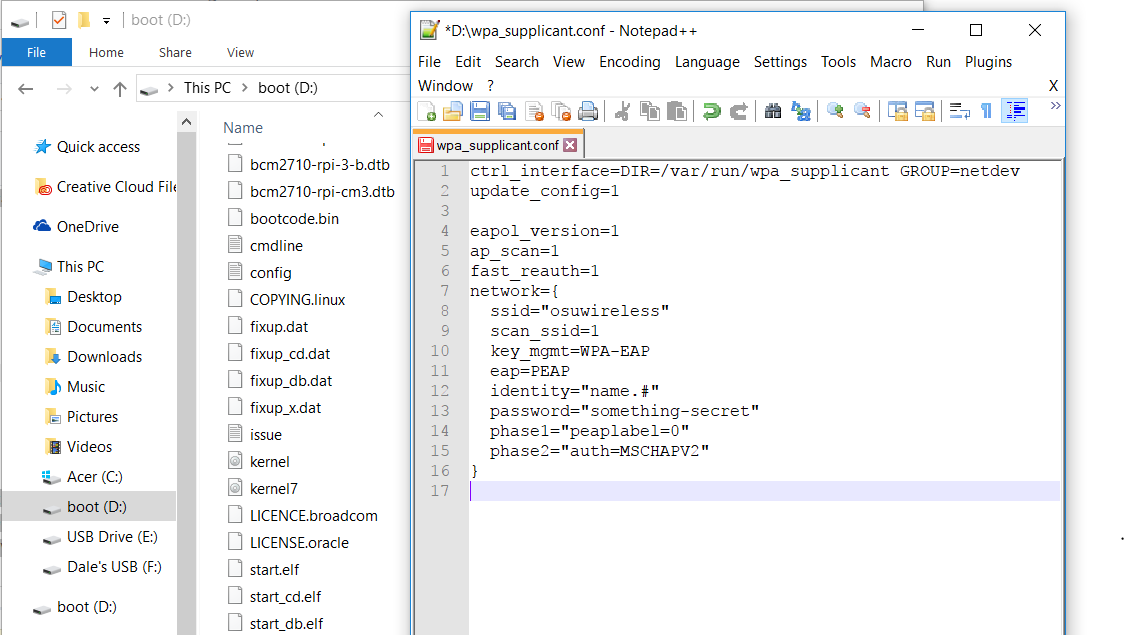 boot (D:)
File
Home
Share
View
This PC
boot (D:)
Quick access
Creative Cloud File
OneDrive
This PC
Desktop
Documents
Downloads
Music
Pictures
Videos
Acer (C:)
boot (D:)
USB Drive (E:)
Dale's USB (F:)
boot (D:)
Name
bcm2710-rpi-3-b.dtb
bcm2710-rpi-cm3.dtb
bootcode.bin
cmdline
config
COPYING.linux
fixup.dat
fixup_cd.dat
fixup_db.dat
fixup_x.dat
issue
kernel
kernel7
LICENCE.broadcom
LICENSE.oracle
start.elf
start_cd.elf
start_db.elf
*D:\wpa_supplicant.conf - Notepad++
File Edit Search View Encoding Language Settings Tools Macro Run Plugins
Window ? X
wpa_supplicant.conf
1 ctrl_interface=DIR=/var/run/wpa_supplicant GROUP=netdev
2 update_config=1
3
4 eapol_version=1
5 ap_scan=1
6 fast_reauth=1
7 network={
8 ssid="osuwireless"
9 scan_ssid=1
10 key_mgmt=WPA-EAP
11 eap=PEAP
12 identity="name.#"
13 password="something-secret"
14 phase1="peaplabel=0"
15 phase2="auth=MSCHAPV2"
16 }
17